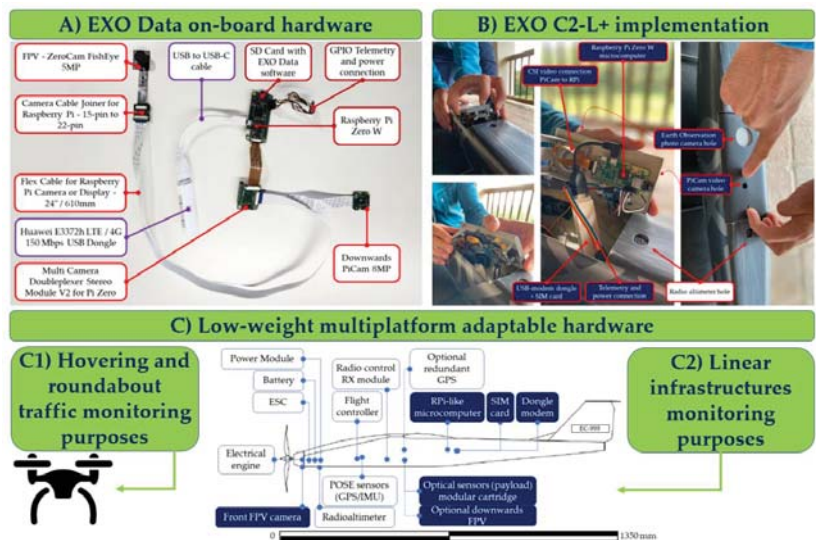 A) EXO Data on-board hardware
FPV - ZeroCam FishEye
5MP
USB to USB-C
cable
SD Card with
EXO Data
software
GPIO Telemetry
and power
connection
Camera Cable Joiner for
Raspberry Pi - 15-pin to
22-pin
Raspberry Pi
Zero W
Flex Cable for Raspberry
Pi Camera or Display -
24" / 610mm
Huawei E3372h LTE / 4G
150 Mbps USB Dongle
Multi Camera
Doubleplexer Stereo
Module V2 for Pi Zero
Downwards
PiCam 8MP
B) EXO C2-L+ implementation
Raspberry Pi Zero W
microcomputer
CSI video connection
PiCam to RPi
Earth Observation
photo camera hole
PiCam video
camera hole
USB-modem dongle
+ SIM card
Telemetry and
power connection
Radio altimeter hole
C) Low-weight multiplatform adaptable hardware
C1) Hovering and
roundabout
traffic monitoring
purposes
Power Module
Battery
ESC
Electrical
engine
Radio control
RX module
Flight
controller
Optional
redundant
GPS
RPi-like
microcomputer
SIM
card
Dongle
modem
EC-999
POSE sensors
(GPS/IMU)
Front FPV camera
Radioaltimeter
Optical sensors (payload)
modular cartridge
Optional downwards
FPV
0
1350 mm
C2) Linear
infrastructures
monitoring
purposes